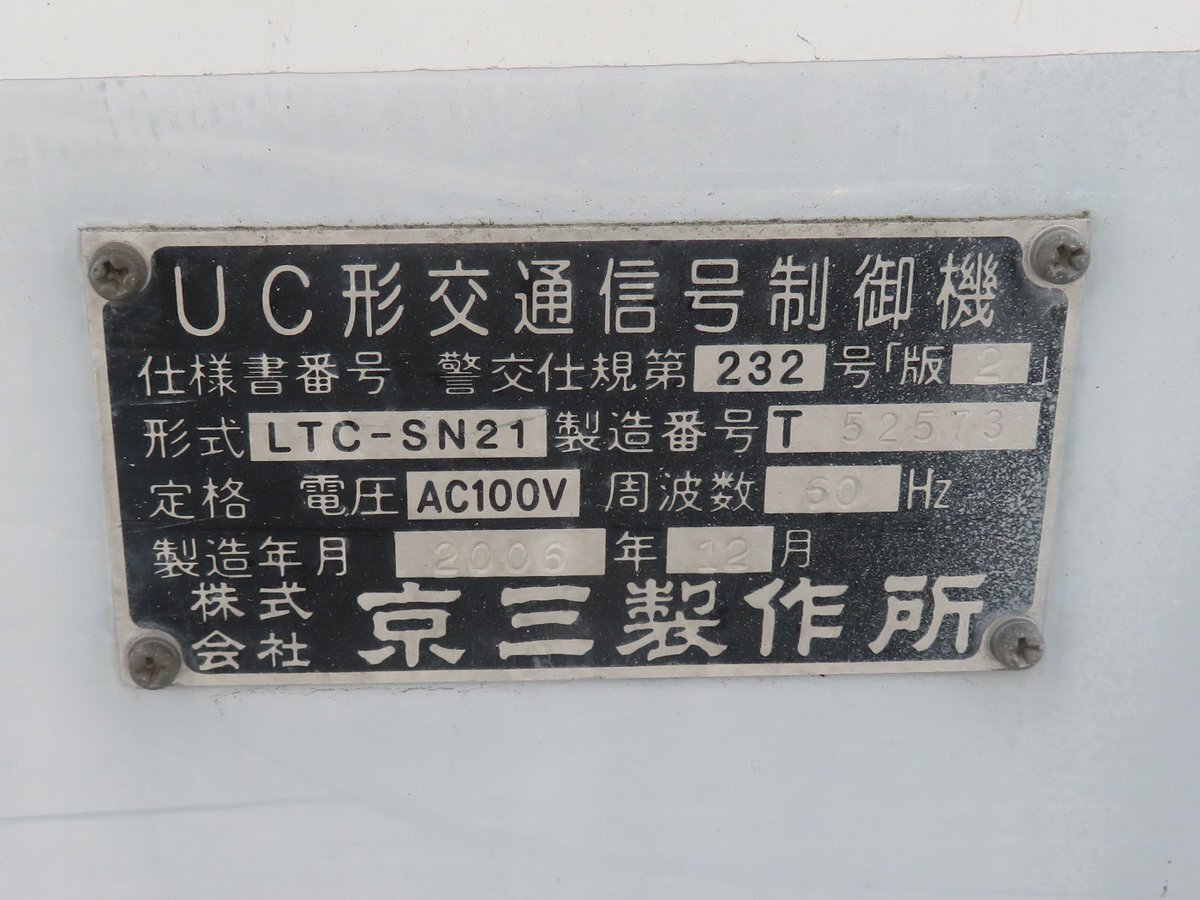 UC形交通信号制御機
仕様書番号 警交仕規第 232 号「版 2」
形式 LTC-SN21 製造番号 T 52573
定格 電圧 AC100V 周波数 60 Hz
製造年月 2006 年 12 月
株式会社 京三製作所